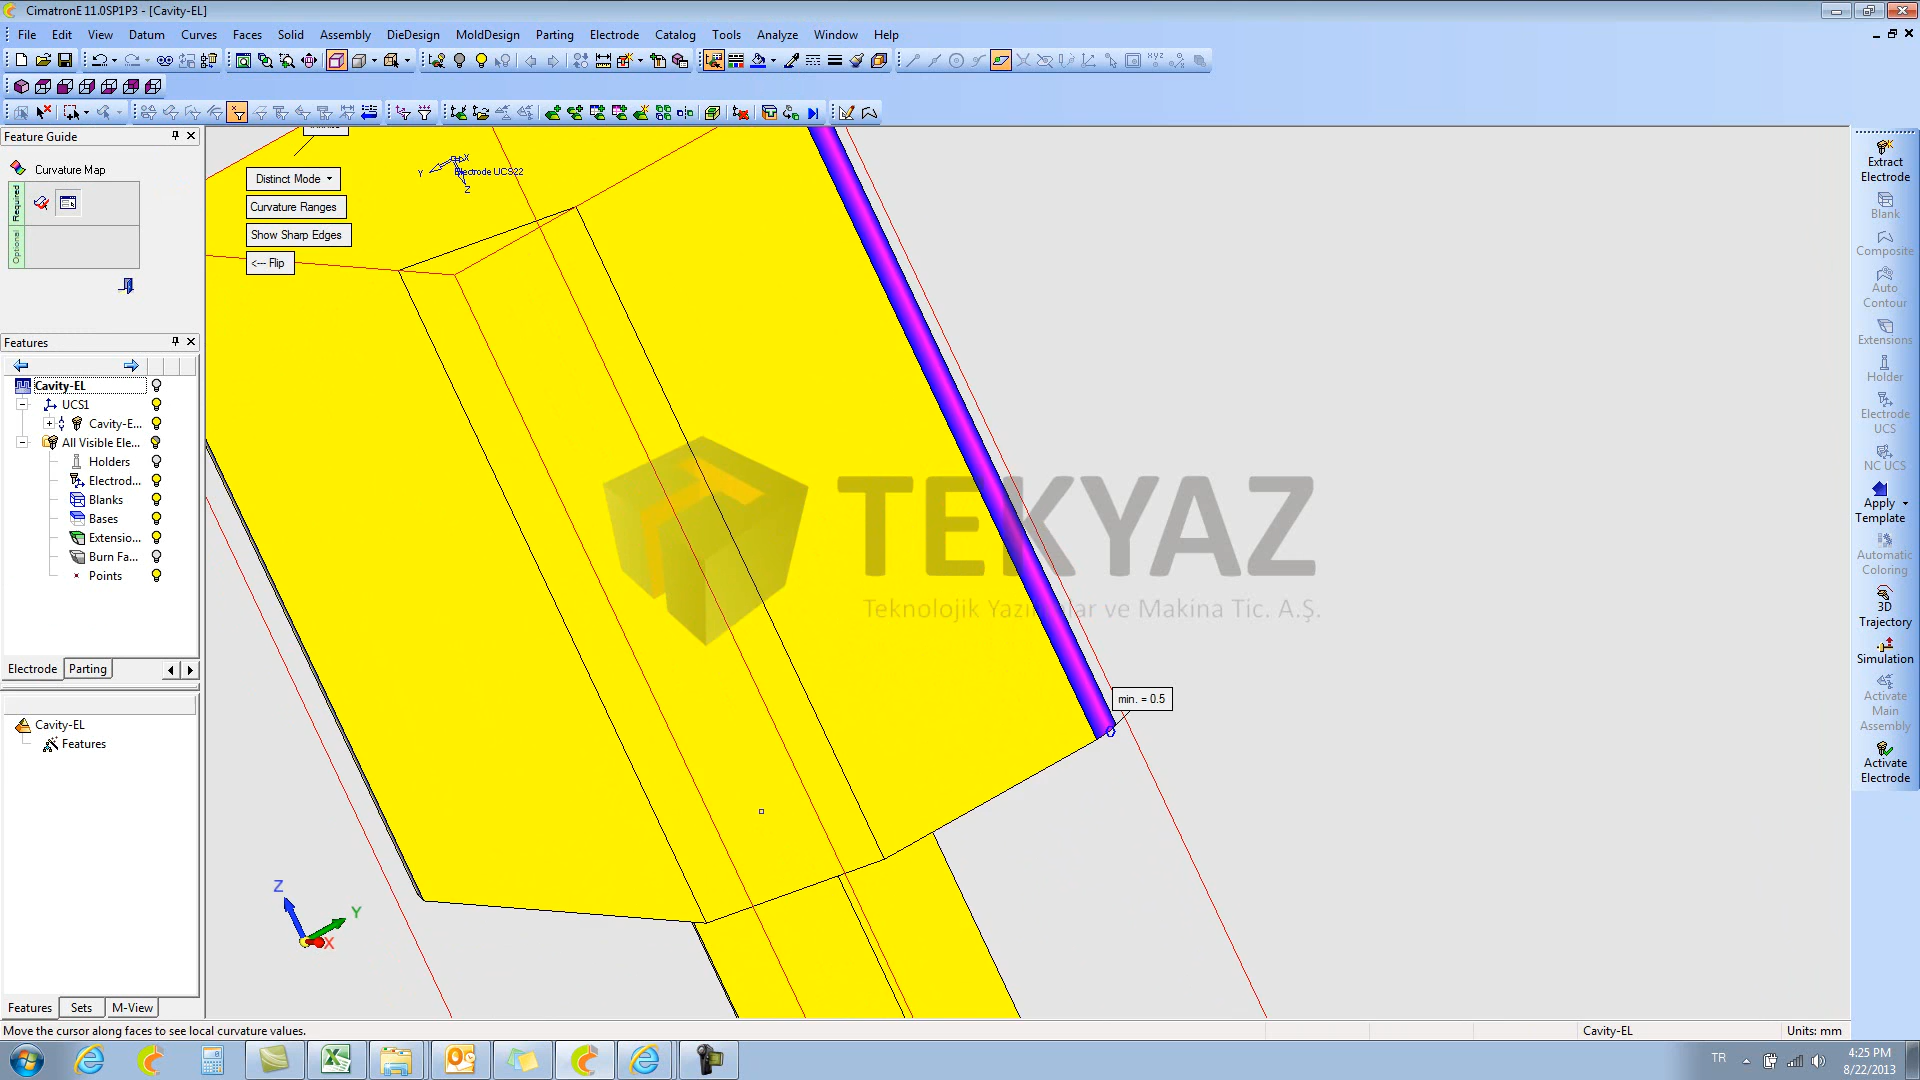 CimatronE 11.0SP1P3 - [Cavity-EL]
File Edit View Datum Curves Faces Solid Assembly DieDesign MoldDesign Parting Electrode Catalog Tools Analyze Window Help
Feature Guide
Curvature Map
Required
Optional
Features
Cavity-EL
UCS1
Cavity-E...
All Visible Ele...
Holders
Electrod...
Blanks
Bases
Extensio...
Burn Fa...
Points
Electrode Parting
Cavity-EL
Features
Features Sets M-View
X
Y
Electrode UCS22
Z
Distinct Mode
Curvature Ranges
Show Sharp Edges
<--- Flip
TEKYAZ
Teknolojik Yazılımlar ve Makina Tic. A.Ş.
min. = 0.5
Z
Y
X
Extract
Electrode
Blank
Composite
Auto
Contour
Extensions
Holder
Electrode
UCS
NC UCS
Apply
Template
Automatic
Coloring
3D
Trajectory
Simulation
Activate
Main
Assembly
Activate
Electrode
Move the cursor along faces to see local curvature values.
Cavity-EL
Units: mm
TR
4:25 PM
8/22/2013